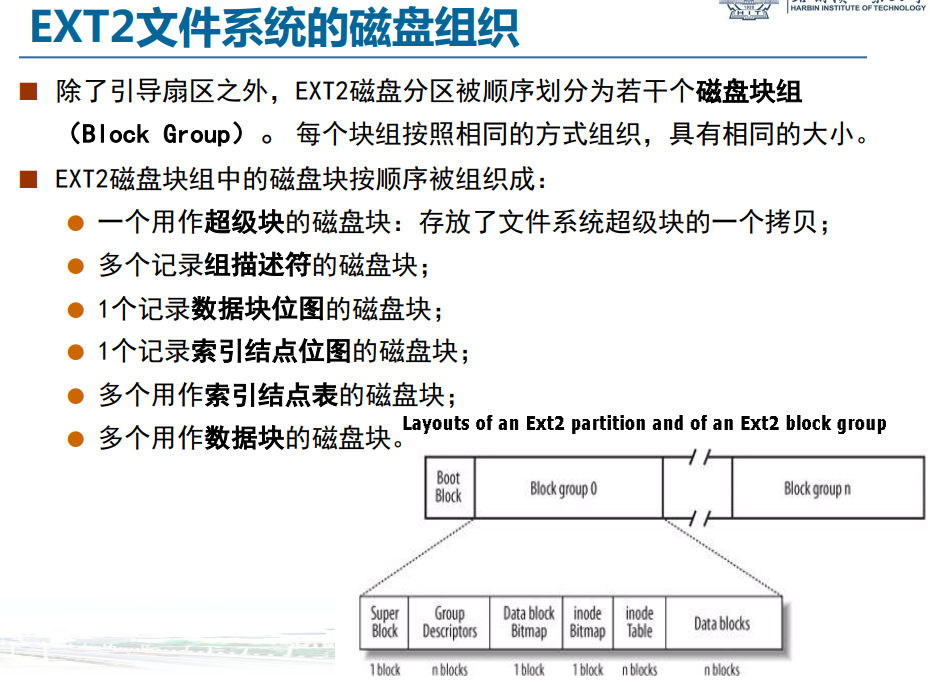 EXT2文件系统的磁盘组织
HARBIN INSTITUTE OF TECHNOLOGY
■ 除了引导扇区之外，EXT2磁盘分区被顺序划分为若干个磁盘块组
（Block Group）。 每个块组按照相同的方式组织，具有相同的大小。
■ EXT2磁盘块组中的磁盘块按顺序被组织成：
● 一个用作超级块的磁盘块：存放了文件系统超级块的一个拷贝；
● 多个记录组描述符的磁盘块；
● 1个记录数据块位图的磁盘块；
● 1个记录索引结点位图的磁盘块；
● 多个用作索引结点表的磁盘块；
● 多个用作数据块的磁盘块。
Layouts of an Ext2 partition and of an Ext2 block group
Boot
Block
Block group 0
Block group n
Super
Block
Group
Descriptors
Data block
Bitmap
inode
Bitmap
inode
Table
Data blocks
1 block
n blocks
1 block
1 block
n blocks
n blocks